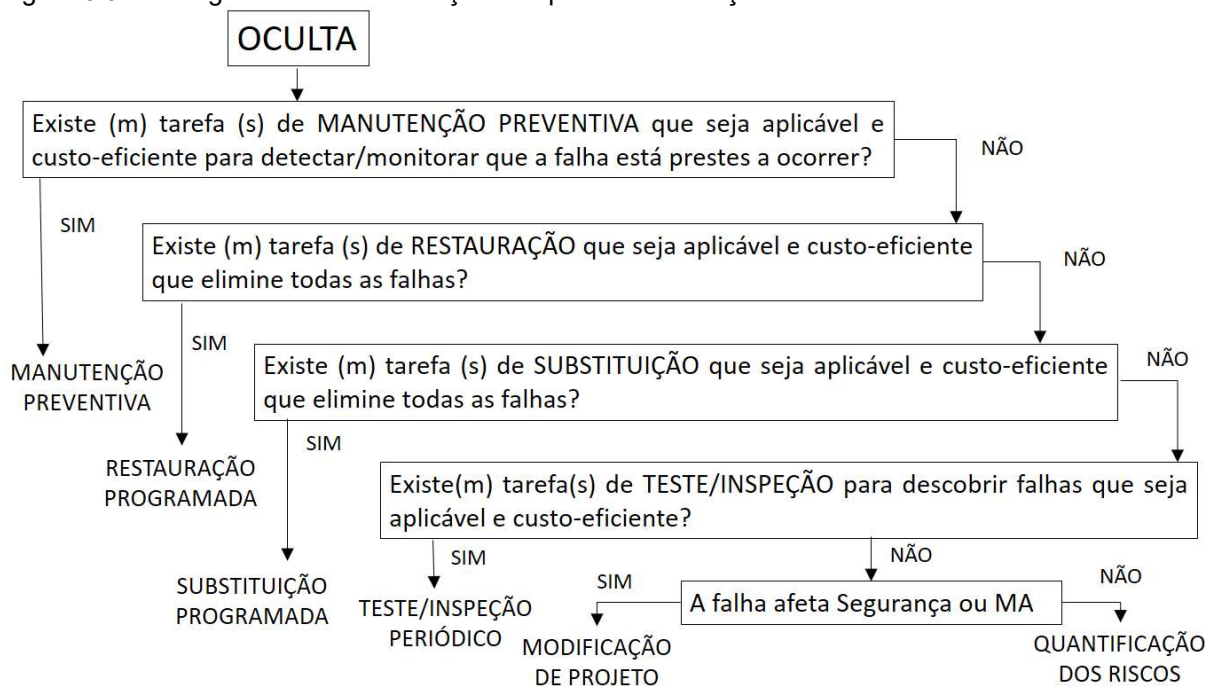 OCULTA
Existe (m) tarefa (s) de MANUTENÇÃO PREVENTIVA que seja aplicável e
custo-eficiente para detectar/monitorar que a falha está prestes a ocorrer?
NÃO
SIM
Existe (m) tarefa (s) de RESTAURAÇÃO que seja aplicável e custo-eficiente
que elimine todas as falhas?
NÃO
SIM
MANUTENÇÃO
PREVENTIVA
Existe (m) tarefa (s) de SUBSTITUIÇÃO que seja aplicável e custo-eficiente
que elimine todas as falhas?
NÃO
SIM
RESTAURAÇÃO
PROGRAMADA
Existe(m) tarefa(s) de TESTE/INSPEÇÃO para descobrir falhas que seja
aplicável e custo-eficiente?
SIM
NÃO
SUBSTITUIÇÃO
PROGRAMADA
TESTE/INSPEÇÃO
PERIÓDICO
SIM
A falha afeta Segurança ou MA
NÃO
MODIFICAÇÃO
DE PROJETO
QUANTIFICAÇÃO
DOS RISCOS